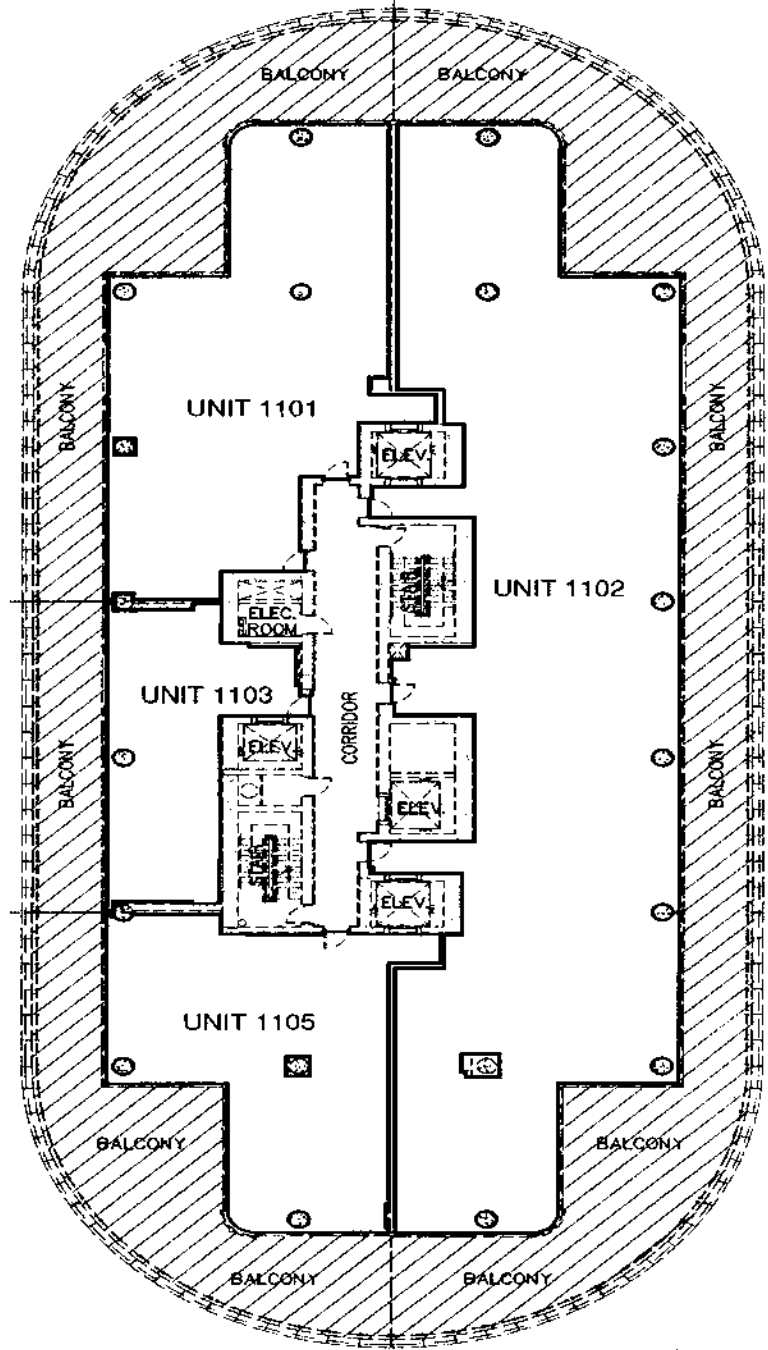 BALCONY BALCONY
UNIT 1101
BALCONY
BALCONY
ELEV.
STAIR
UNIT 1102
ELEC.
ROOM
UNIT 1103
CORRIDOR
ELEV.
BALCONY
BALCONY
ELEV.
STAIR
ELEV.
UNIT 1105
BALCONY
BALCONY
BALCONY
BALCONY